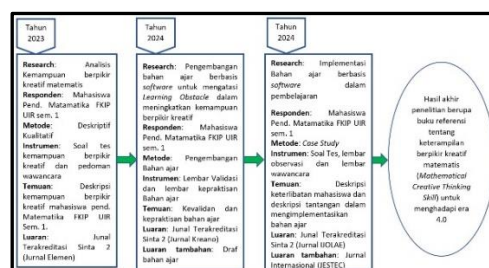 Tahun
2023
Research: Analisis
Kemampuan berpikir
kreatif matematis
Responden: Mahasiswa
Pend. Matamatika FKIP
UIR sem. 1
Metode: Deskriptif
Kualitatif
Instrumen: Soal tes
kemampuan berpikir
kreatif dan pedoman
wawancara
Temuan: Deskripsi
kemampuan berpikir
kreatif mahasiswa pend.
Matematika FKIP UIR
Sem. 1.
Luaran: Junal
Terakreditasi Sinta 2
(Jurnal Elemen)
Tahun
2024
Research: Pengembangan
bahan ajar berbasis
software untuk mengatasi
Learning Obstacle dalam
meningkatkan kemampuan
berpikir kreatif
Responden: Mahasiswa
Pend. Matamatika FKIP UIR
sem. 1
Metode: Pengembangan
Bahan ajar
Instrumen: Lembar Validasi
dan lembar kepraktisan
Bahan ajar
Temuan: Kevalidan dan
kepraktisan bahan ajar
Luaran: Junal Terakreditasi
Sinta 2 (Jurnal Kreano)
Luaran tambahan: Draf
bahan ajar
Tahun
2024
Research: Implementasi
Bahan ajar berbasis
software dalam
pembelajaran
Responden: Mahasiswa
Pend. Matamatika FKIP UIR
sem. 1
Metode: Case Study
Instrumen: Soal Tes, lembar
observasi dan lembar
wawancara
Temuan: Deskripsi
keterlibatan mahasiswa dan
deskripsi tantangan dalam
mengimplementasikan
bahan ajar
Luaran: Junal Terakreditasi
Sinta 2 (Jurnal IJOLAE)
Luaran tambahan: Jurnal
Internasional (JESTEC)
Hasil akhir
penelitian berupa
buku referensi
tentang
keterampilan
berpikir kreatif
matematis
(Mathematical
Creative Thinking
Skill) untuk
menghadapi era
4.0